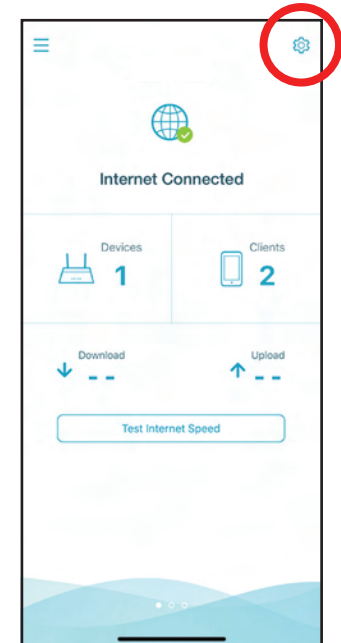 Internet Connected
Devices
1
Clients
2
Download
- -
Upload
- -
Test Internet Speed